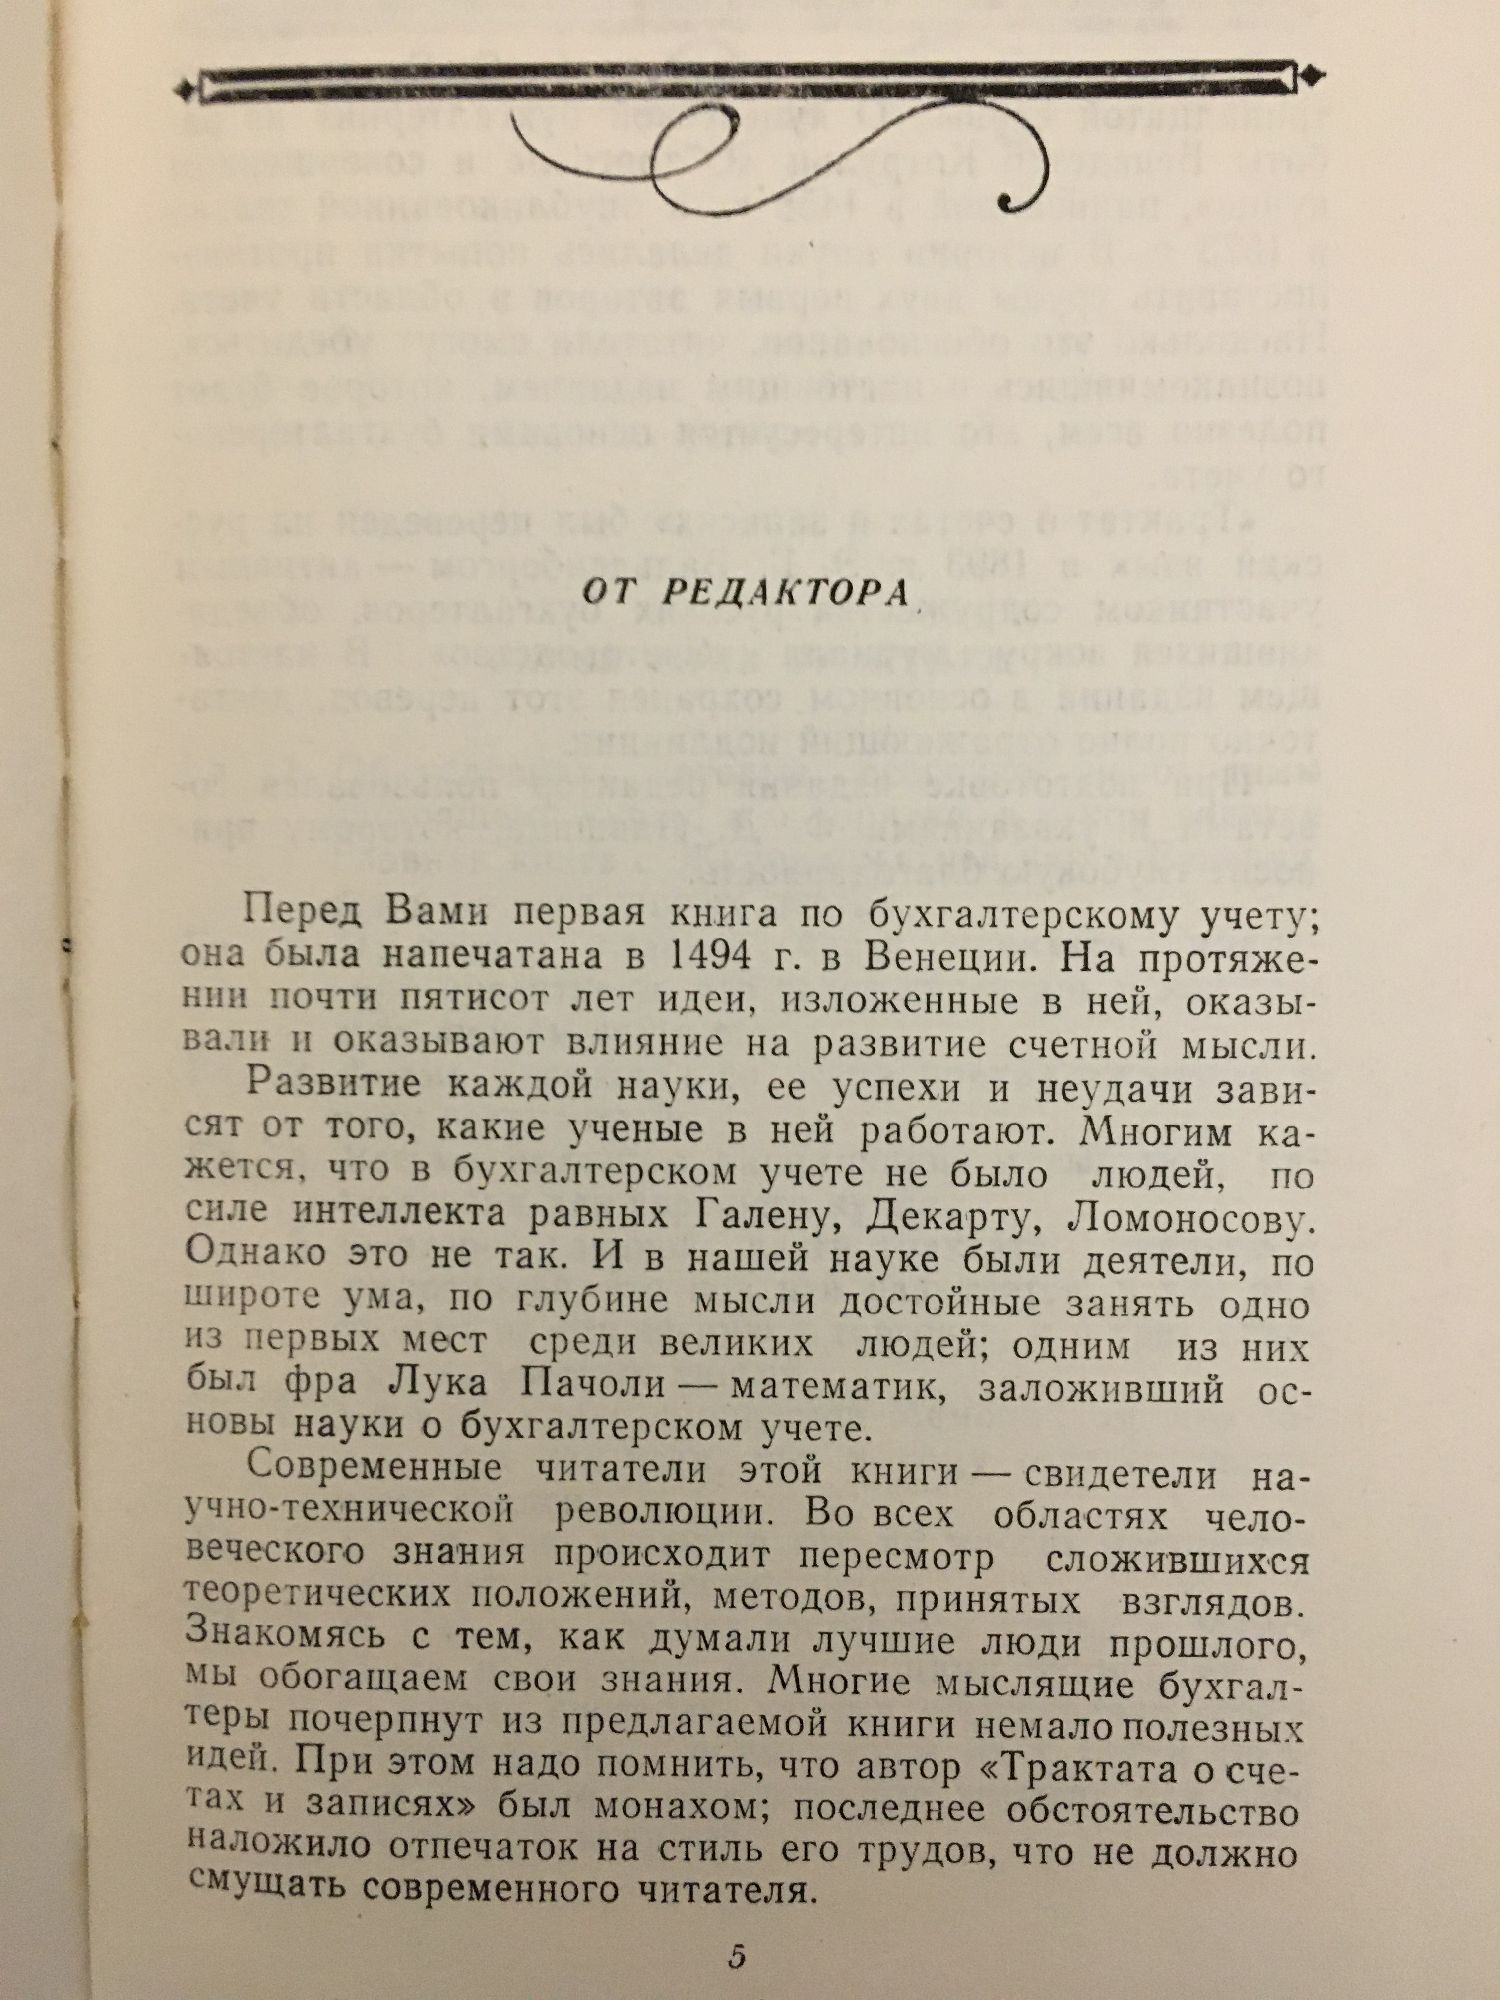 ОТ РЕДАКТОРА
Перед Вами первая книга по бухгалтерскому учету;
она была напечатана в 1494 г. в Венеции. На протяже-
нии почти пятисот лет идеи, изложенные в ней, оказы-
вали и оказывают влияние на развитие счетной мысли.
Развитие каждой науки, ее успехи и неудачи зави-
сят от того, какие ученые в ней работают. Многим ка-
жется, что в бухгалтерском учете не было людей, по
силе интеллекта равных Галену, Декарту, Ломоносову.
Однако это не так. И в нашей науке были деятели, по
широте ума, по глубине мысли достойные занять одно
из первых мест среди великих людей; одним из них
был фра Лука Пачоли — математик, заложивший ос-
новы науки о бухгалтерском учете.
Современные читатели этой книги — свидетели на-
учно-технической революции. Во всех областях чело-
веческого знания происходит пересмотр сложившихся
теоретических положений, методов, принятых взглядов.
Знакомясь с тем, как думали лучшие люди прошлого,
мы обогащаем свои знания. Многие мыслящие бухгал-
теры почерпнут из предлагаемой книги немало полезных
идей. При этом надо помнить, что автор «Трактата о сче-
тах и записях» был монахом; последнее обстоятельство
наложило отпечаток на стиль его трудов, что не должно
смущать современного читателя.
5